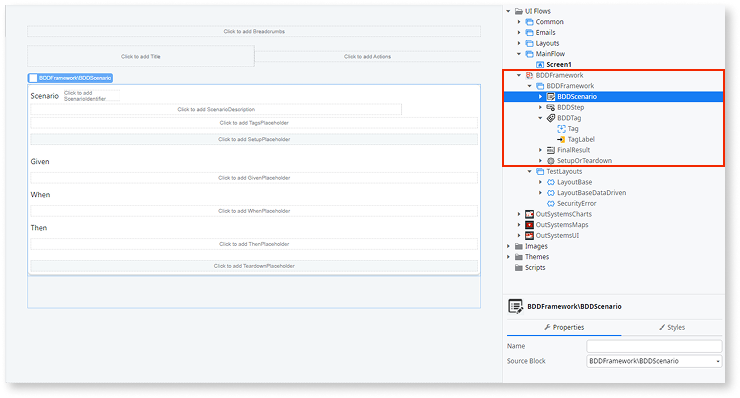 Click to add Breadcrumbs
Click to add Title
Click to add Actions
BDDFramework\BDDScenario
Scenario
Click to add
ScenarioIdentifier
Click to add ScenarioDescription
Click to add TagsPlaceholder
Click to add SetupPlaceholder
Given
Click to add GivenPlaceholder
When
Click to add WhenPlaceholder
Then
Click to add ThenPlaceholder
Click to add TeardownPlaceholder
UI Flows
Common
Emails
Layouts
MainFlow
Screen1
BDDFramework
BDDFramework
BDDScenario
BDDStep
BDDTag
Tag
TagLabel
FinalResult
SetupOrTeardown
TestLayouts
LayoutBase
LayoutBaseDataDriven
SecurityError
OutSystemsCharts
OutSystemsMaps
OutSystemsUI
Images
Themes
Scripts
BDDFramework\BDDScenario
Properties
Styles
Name
Source Block
BDDFramework\BDDScenario